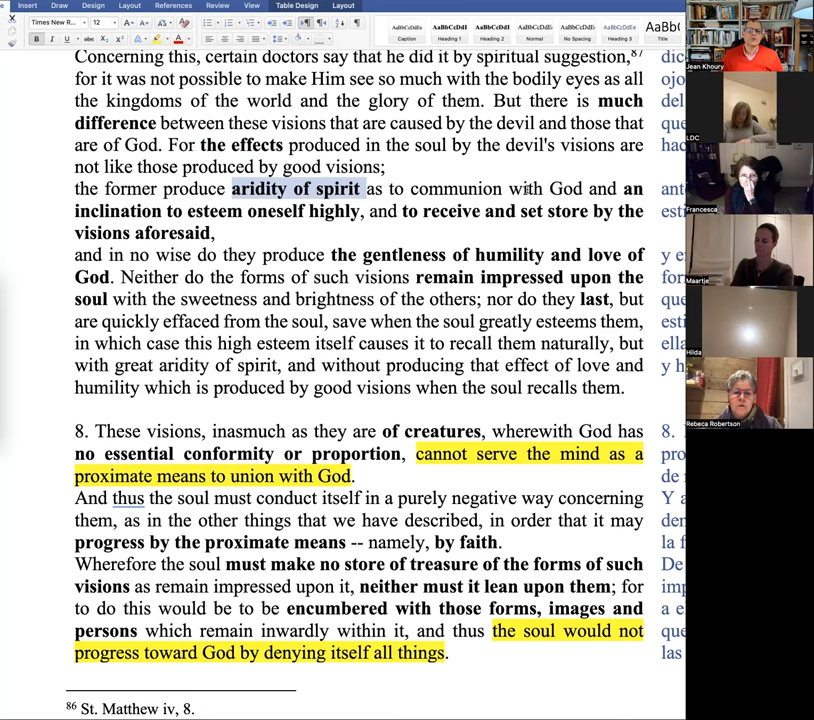 Insert Draw Design Layout References Review View Table Design Layout
Times New R... 12
AaBbCcDdEe AaBbCcDd AaBbCcDd AaBbCcDd AaBbCcDd AaBbCcDdEe AaBbC
Caption Heading 1 Heading 2 Normal No Spacing Heading 3 Title
Concerning this, certain doctors say that he did it by spiritual suggestion,87
for it was not possible to make Him see so much with the bodily eyes as all
the kingdoms of the world and the glory of them. But there is much
difference between these visions that are caused by the devil and those that
are of God. For the effects produced in the soul by the devil's visions are
not like those produced by good visions;
the former produce aridity of spirit as to communion with God and an
inclination to esteem oneself highly, and to receive and set store by the
visions aforesaid,
and in no wise do they produce the gentleness of humility and love of
God. Neither do the forms of such visions remain impressed upon the
soul with the sweetness and brightness of the others; nor do they last, but
are quickly effaced from the soul, save when the soul greatly esteems them,
in which case this high esteem itself causes it to recall them naturally, but
with great aridity of spirit, and without producing that effect of love and
humility which is produced by good visions when the soul recalls them.
8. These visions, inasmuch as they are of creatures, wherewith God has
no essential conformity or proportion, cannot serve the mind as a
proximate means to union with God.
And thus the soul must conduct itself in a purely negative way concerning
them, as in the other things that we have described, in order that it may
progress by the proximate means -- namely, by faith.
Wherefore the soul must make no store of treasure of the forms of such
visions as remain impressed upon it, neither must it lean upon them; for
to do this would be to be encumbered with those forms, images and
persons which remain inwardly within it, and thus the soul would not
progress toward God by denying itself all things.
86 St. Matthew iv, 8.
Jean Khoury
LDC
Francesca
Maartje
Hilda
Rebeca Robertson